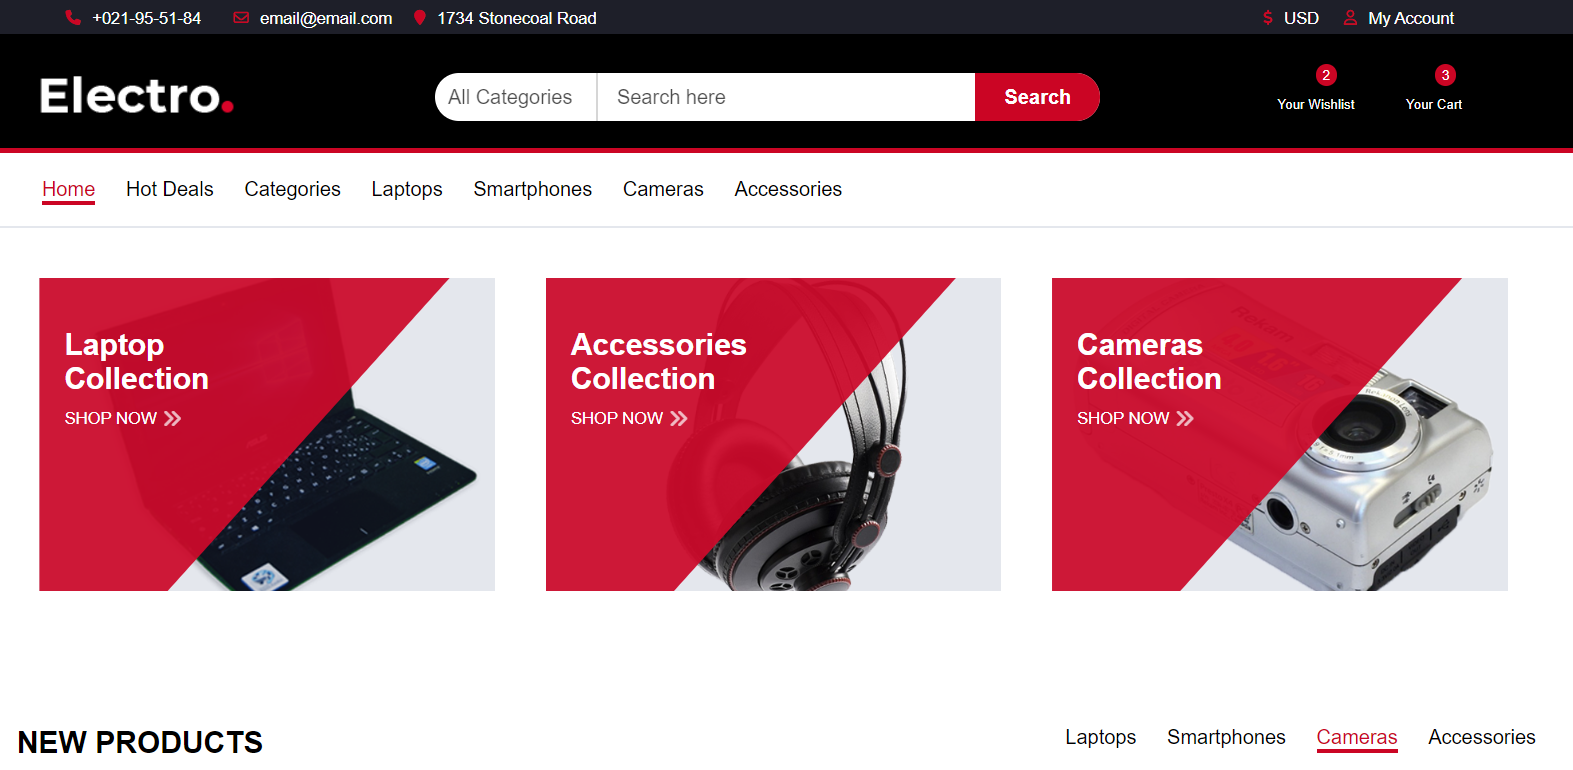 +021-95-51-84 email@email.com 1734 Stonecoal Road $ USD My Account
Electro.
All Categories Search here Search
2 3
Your Wishlist Your Cart
Home Hot Deals Categories Laptops Smartphones Cameras Accessories
Laptop
Collection
SHOP NOW
Accessories
Collection
SHOP NOW
Cameras
Collection
SHOP NOW
Rekam
NEW PRODUCTS
Laptops Smartphones Cameras Accessories